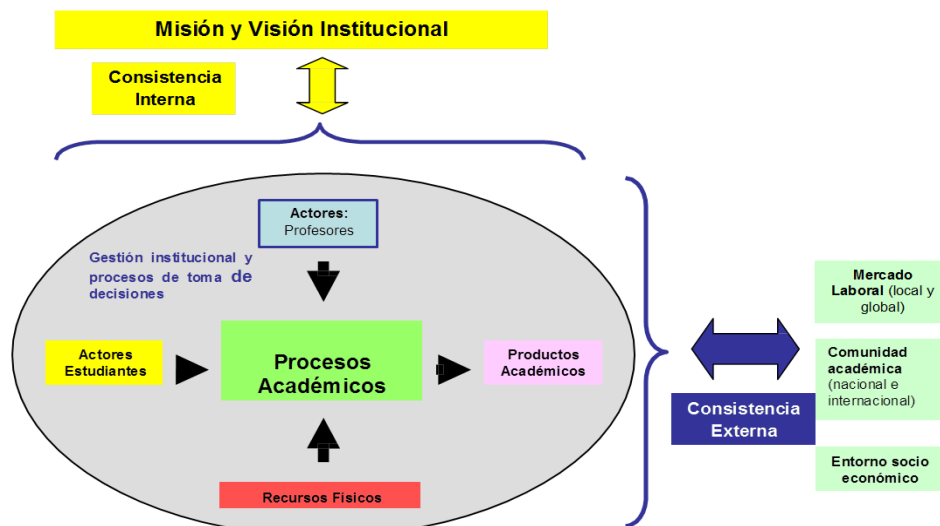 Misión y Visión Institucional
Consistencia
Interna
Actores:
Profesores
Gestión institucional y
procesos de toma de
decisiones
Actores
Estudiantes
Procesos
Académicos
Productos
Académicos
Recursos Físicos
Consistencia
Externa
Mercado
Laboral (local y
global)
Comunidad
académica
(nacional e
internacional)
Entorno socio
económico